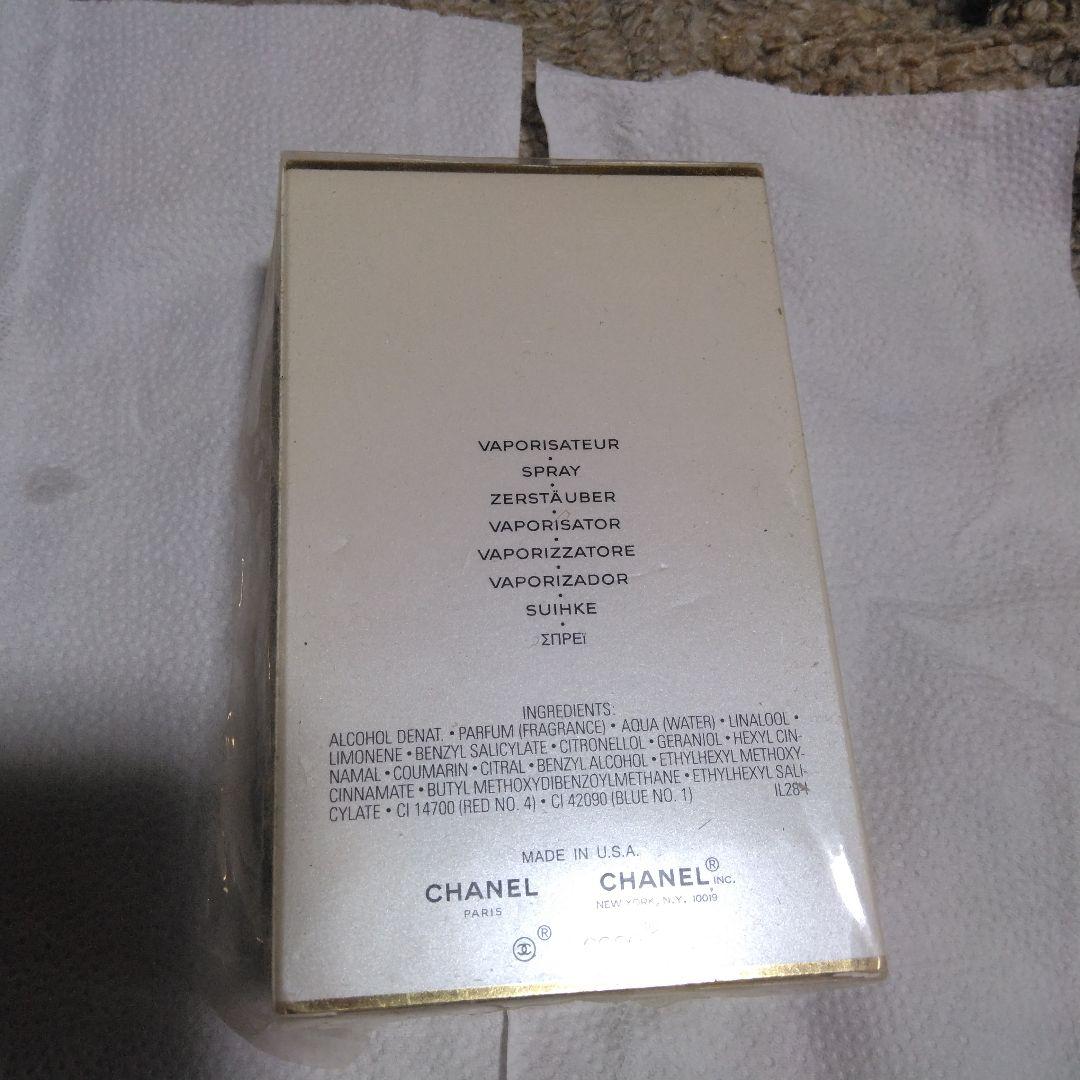 VAPORISATEUR
•
SPRAY
•
ZERSTÄUBER
•
VAPORISATOR
•
VAPORIZZATORE
•
VAPORIZADOR
•
SUIHKE
•
ΣΠΡΕΪ
INGREDIENTS:
ALCOHOL DENAT. • PARFUM (FRAGRANCE) • AQUA (WATER) • LINALOOL •
LIMONENE • BENZYL SALICYLATE • CITRONELLOL • GERANIOL • HEXYL CIN-
NAMAL • COUMARIN • CITRAL • BENZYL ALCOHOL • ETHYLHEXYL METHOXY-
CINNAMATE • BUTYL METHOXYDIBENZOYLMETHANE • ETHYLHEXYL SALI-
CYLATE • CI 14700 (RED NO. 4) • CI 42090 (BLUE NO. 1)
MADE IN U.S.A.
CHANEL
PARIS
CHANEL® INC.
NEW YORK, N.Y. 10019
®